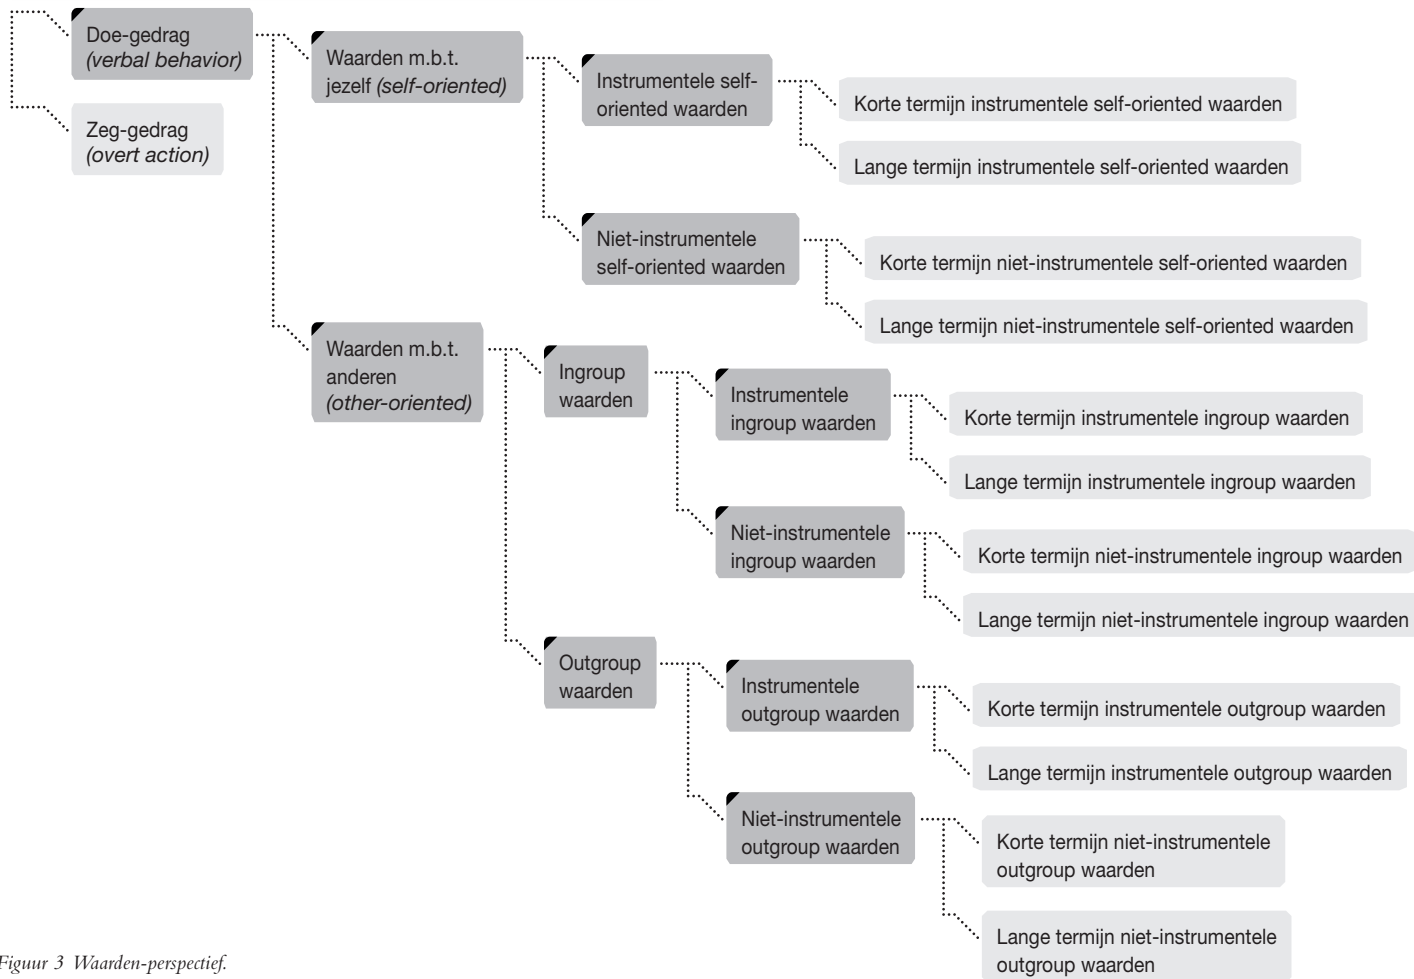 Doe-gedrag
(verbal behavior)
Zeg-gedrag
(overt action)
Waarden m.b.t.
jezelf (self-oriented)
Instrumentele self-
oriented waarden
Korte termijn instrumentele self-oriented waarden
Lange termijn instrumentele self-oriented waarden
Niet-instrumentele
self-oriented waarden
Korte termijn niet-instrumentele self-oriented waarden
Lange termijn niet-instrumentele self-oriented waarden
Waarden m.b.t.
anderen
(other-oriented)
Ingroup
waarden
Instrumentele
ingroup waarden
Korte termijn instrumentele ingroup waarden
Lange termijn instrumentele ingroup waarden
Niet-instrumentele
ingroup waarden
Korte termijn niet-instrumentele ingroup waarden
Lange termijn niet-instrumentele ingroup waarden
Outgroup
waarden
Instrumentele
outgroup waarden
Korte termijn instrumentele outgroup waarden
Lange termijn instrumentele outgroup waarden
Niet-instrumentele
outgroup waarden
Korte termijn niet-instrumentele
outgroup waarden
Lange termijn niet-instrumentele
outgroup waarden
Figuur 3 Waarden-perspectief.